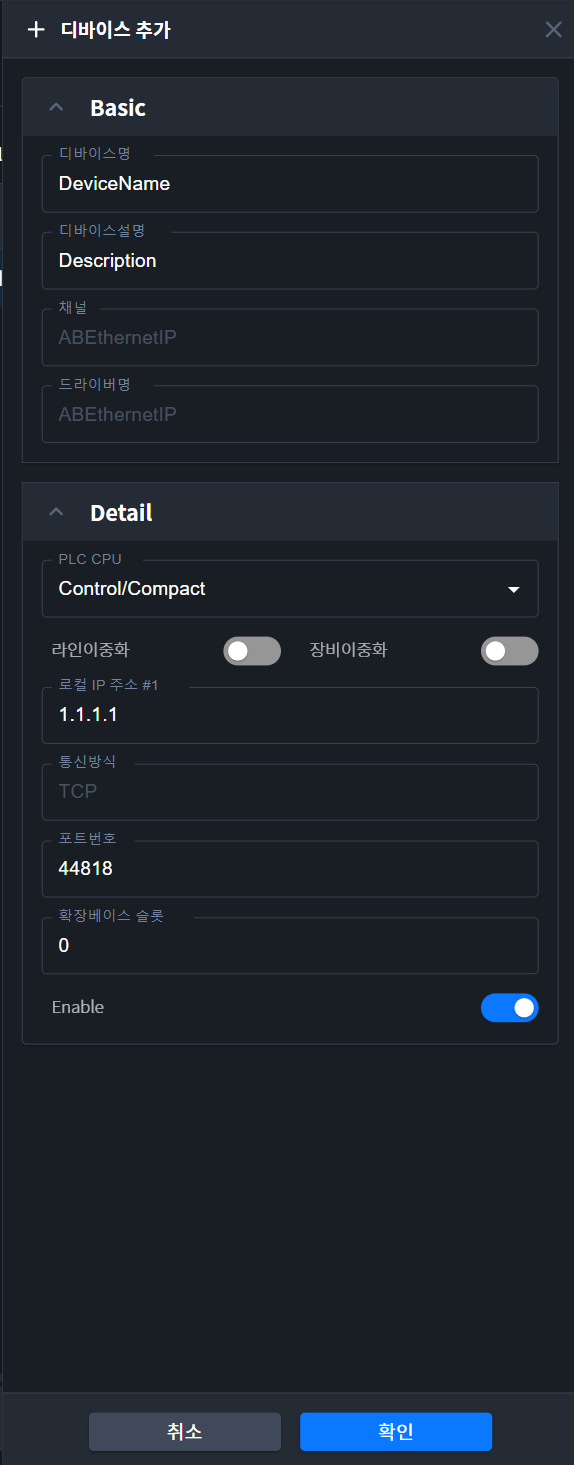 디바이스 추가
Basic
디바이스명
DeviceName
디바이스설명
Description
채널
ABEthernetIP
드라이버명
ABEthernetIP
Detail
PLC CPU
Control/Compact
라인이중화 장비이중화
로컬 IP 주소 #1
1.1.1.1
통신방식
TCP
포트번호
44818
확장베이스 슬롯
0
Enable
취소 확인